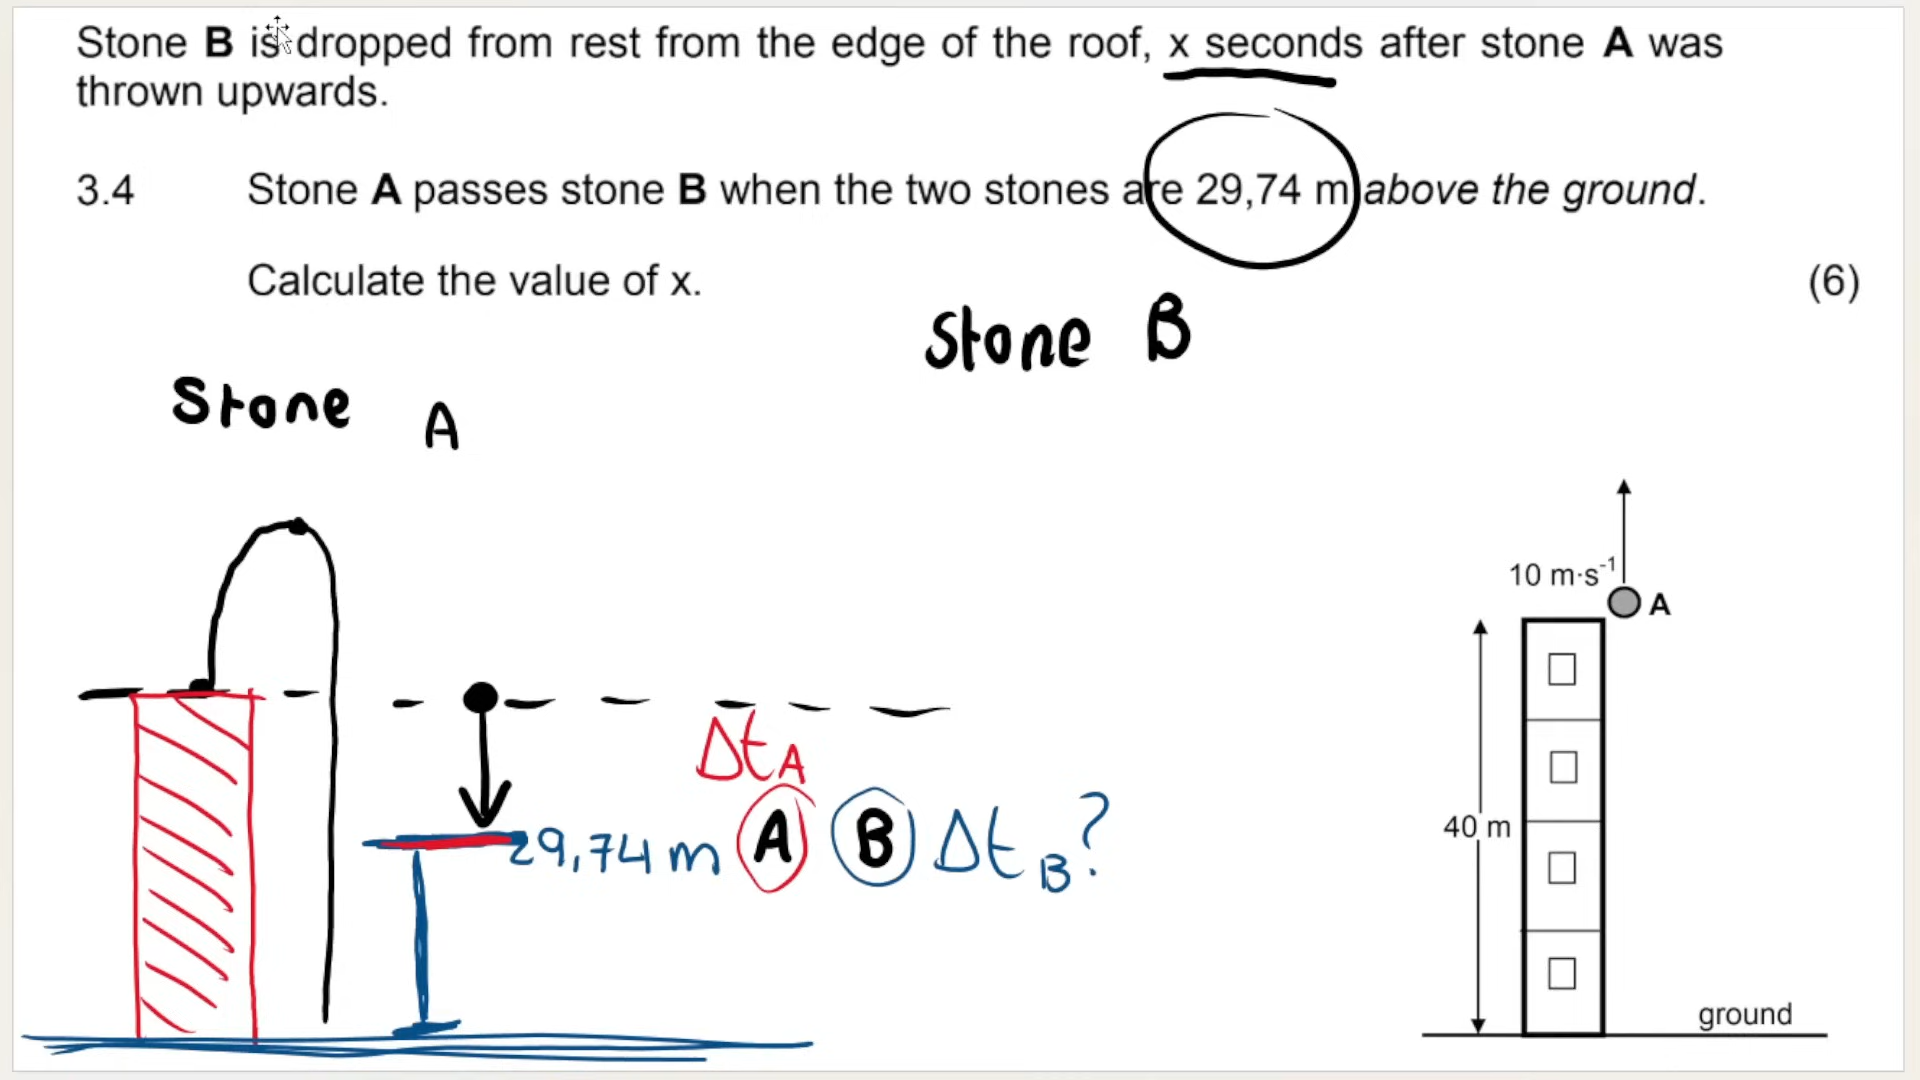 Stone B is dropped from rest from the edge of the roof, x seconds after stone A was
thrown upwards.
3.4 Stone A passes stone B when the two stones are 29,74 m above the ground.
Calculate the value of x. (6)
Stone B
Stone A
10 m·s⁻¹
A
Δt_A
29,74 m A B Δt_B?
40 m
ground